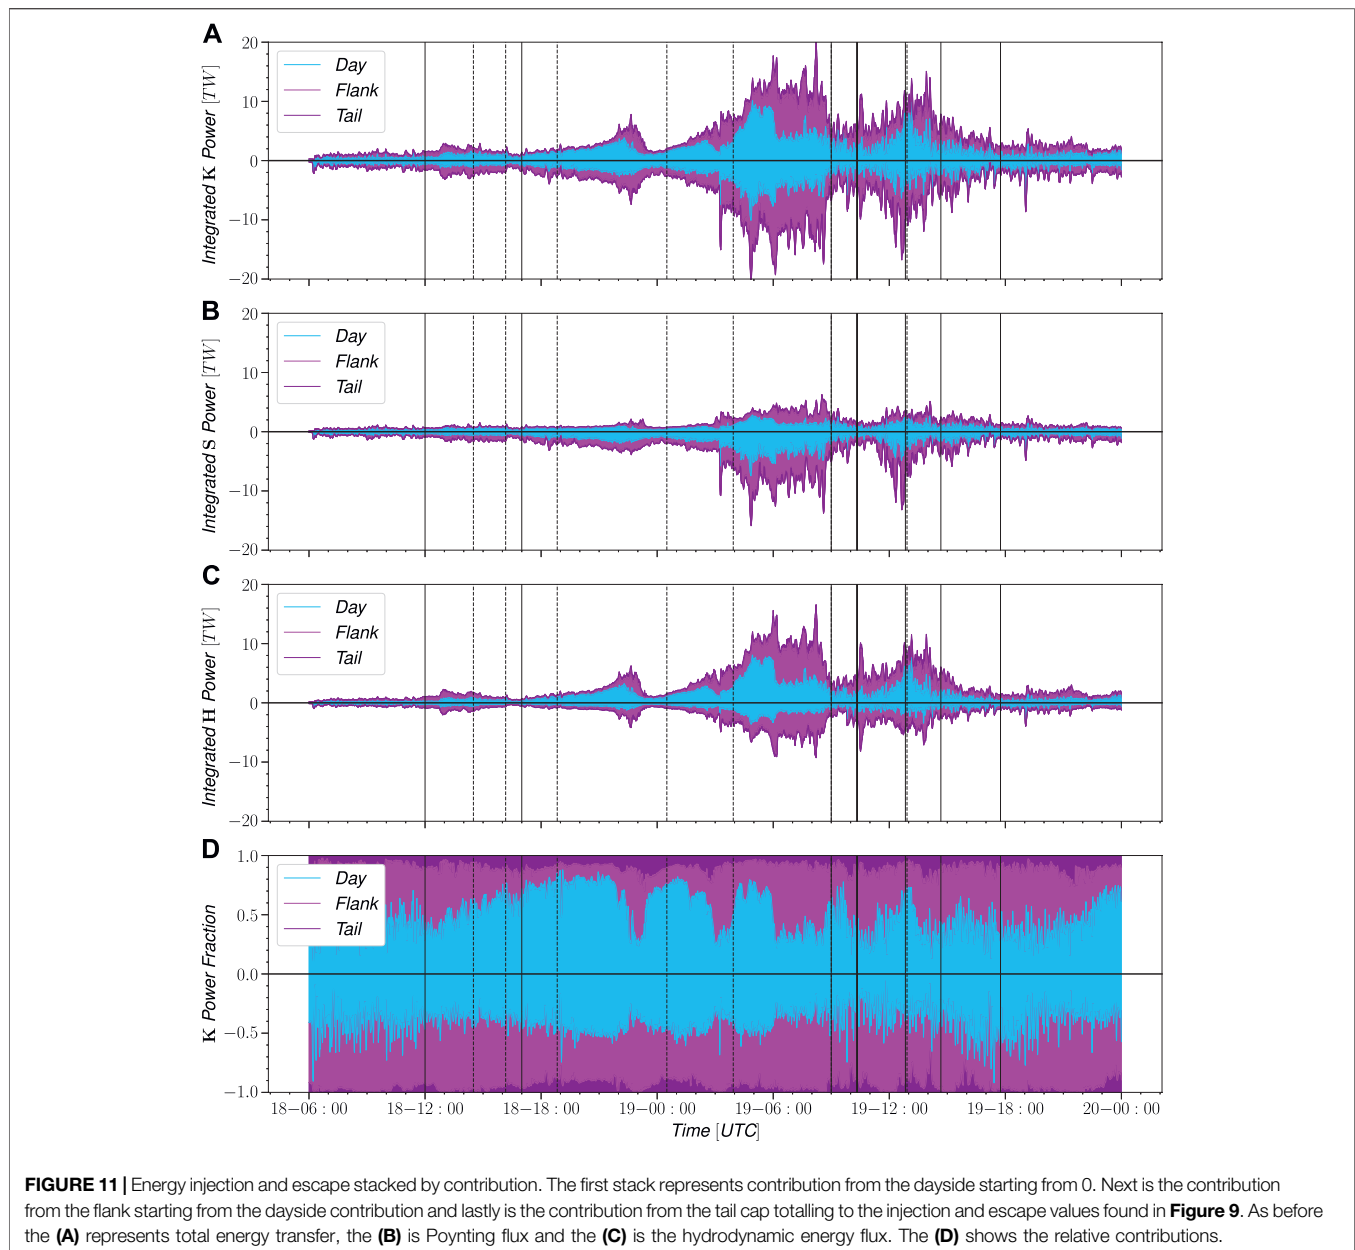 A
20
10
0
−10
−20
Integrated K Power [TW]
Day
Flank
Tail
B
20
10
0
−10
−20
Integrated S Power [TW]
Day
Flank
Tail
C
20
10
0
−10
−20
Integrated H Power [TW]
Day
Flank
Tail
D
1.0
0.5
0.0
−0.5
−1.0
K Power Fraction
Day
Flank
Tail
18−06 : 00 18−12 : 00 18−18 : 00 19−00 : 00 19−06 : 00 19−12 : 00 19−18 : 00 20−00 : 00
Time [UTC]
FIGURE 11 | Energy injection and escape stacked by contribution. The first stack represents contribution from the dayside starting from 0. Next is the contribution
from the flank starting from the dayside contribution and lastly is the contribution from the tail cap totalling to the injection and escape values found in Figure 9. As before
the (A) represents total energy transfer, the (B) is Poynting flux and the (C) is the hydrodynamic energy flux. The (D) shows the relative contributions.